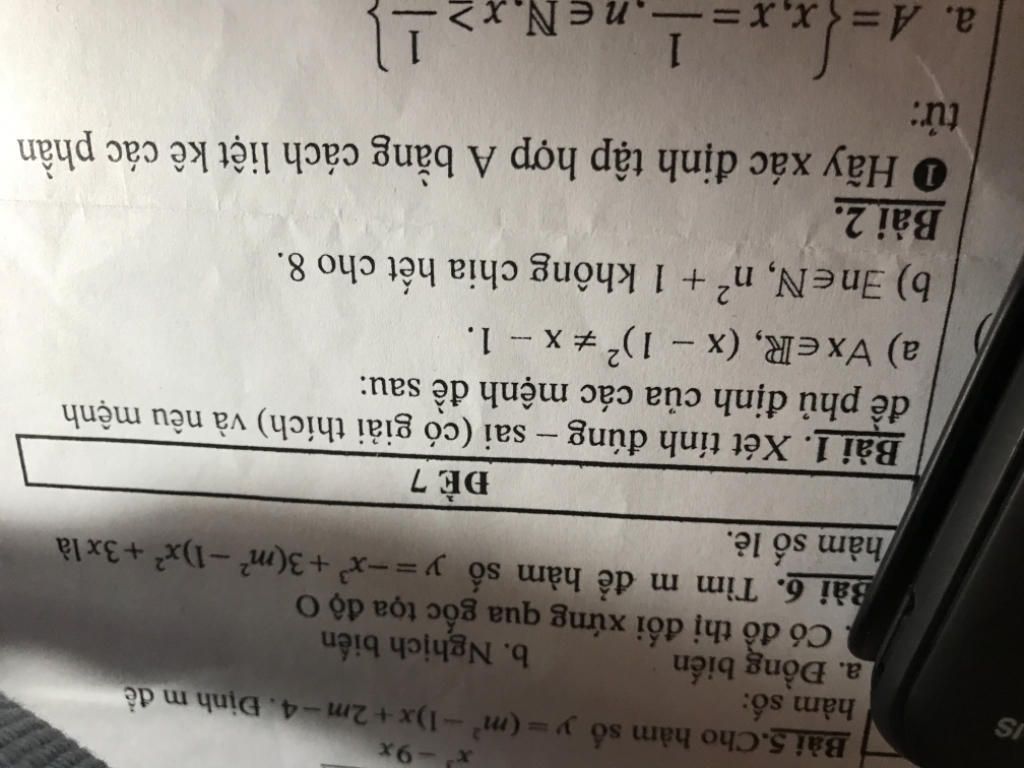 x³ – 9x
Bài 5.Cho hàm số y = (m² – 1)x + 2m – 4. Định m để
hàm số:
a. Đồng biến b. Nghịch biến
. Có đồ thị đối xứng qua gốc tọa độ O
Bài 6. Tìm m để hàm số y = –x³ + 3(m² – 1)x² + 3x là
hàm số lẻ.
ĐỀ 7
Bài 1. Xét tính đúng – sai (có giải thích) và nêu mệnh
đề phủ định của các mệnh đề sau:
a) ∀x∈ℝ, (x – 1)² ≠ x – 1.
b) ∃n∈ℕ, n² + 1 không chia hết cho 8.
Bài 2.
❶ Hãy xác định tập hợp A bằng cách liệt kê các phần
tử:
a. A = {x, x = 1/ , n ∈ ℕ, x ≥ 1/ }